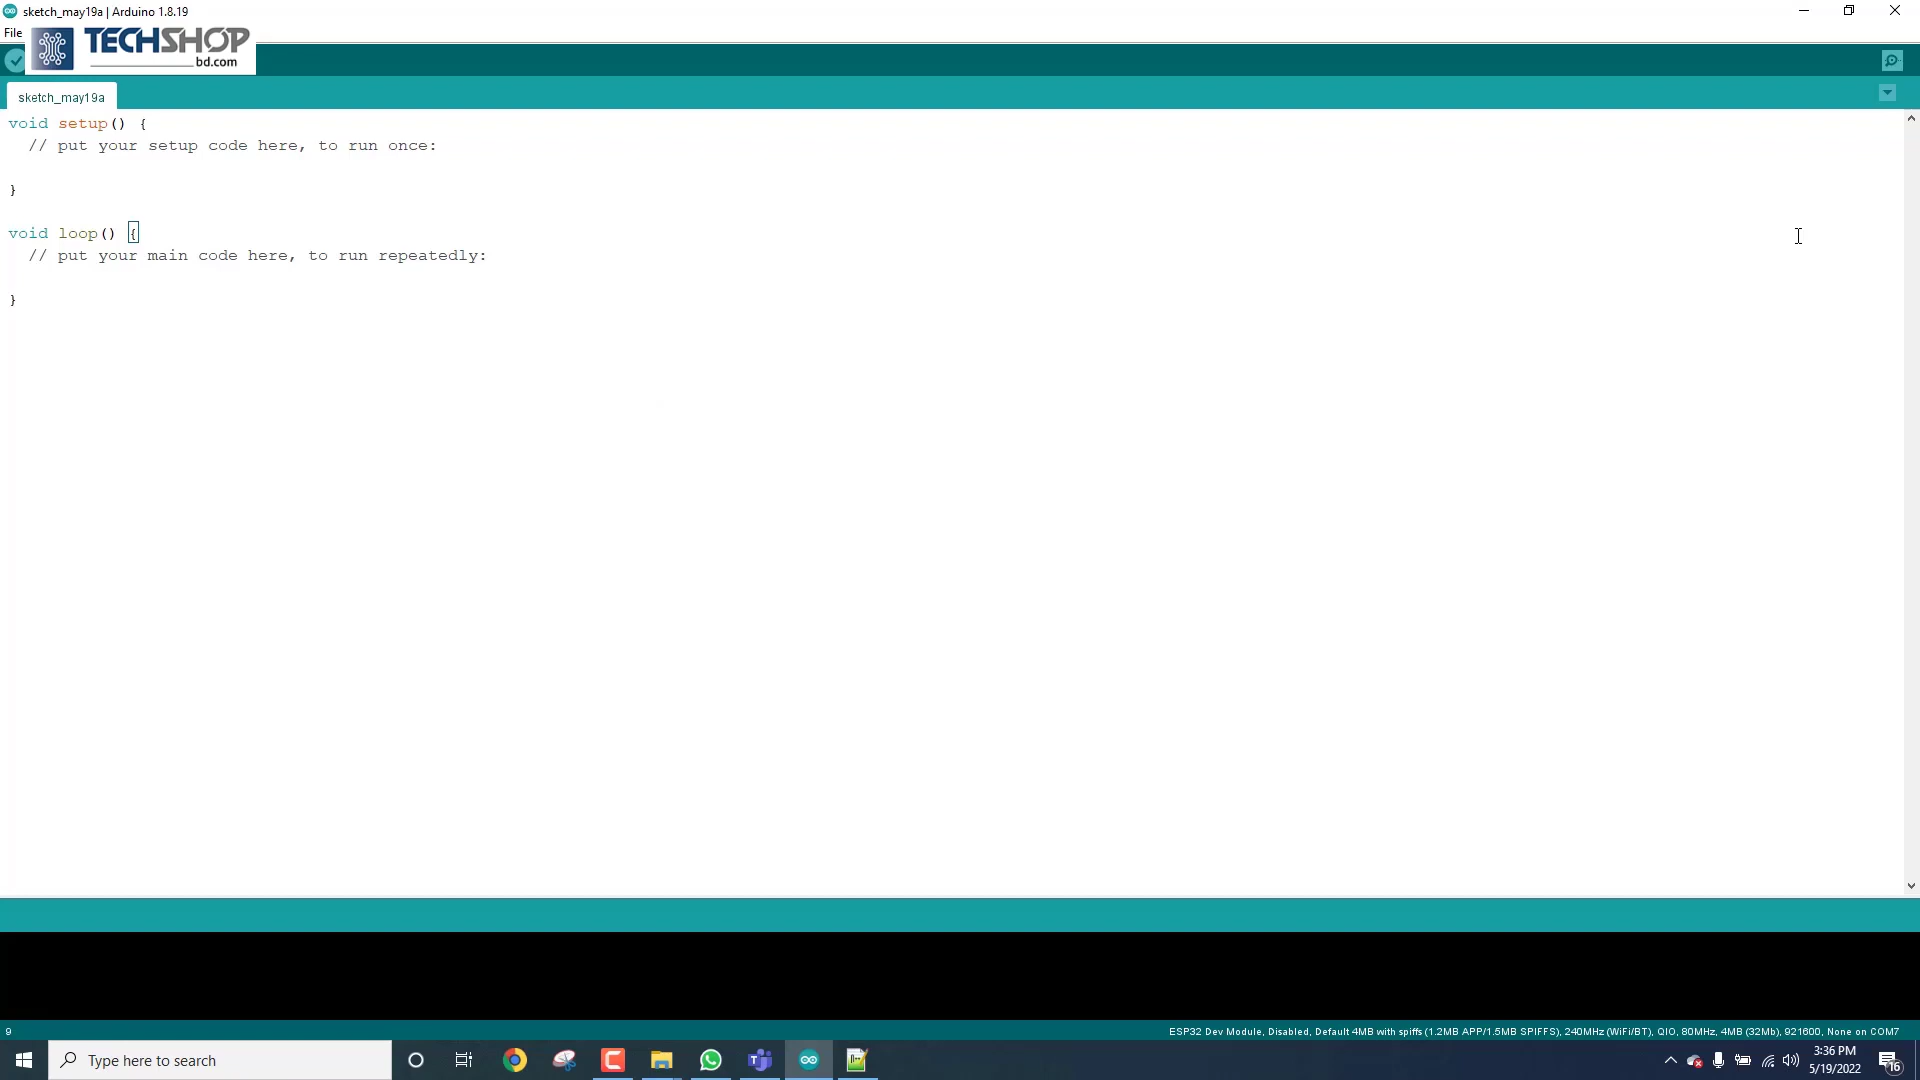 sketch_may19a | Arduino 1.8.19
File
TECHSHOP
bd.com
sketch_may19a
void setup() {
// put your setup code here, to run once:
}
void loop() {
// put your main code here, to run repeatedly:
}
9
ESP32 Dev Module, Disabled, Default 4MB with spiffs (1.2MB APP/1.5MB SPIFFS), 240MHz (WiFi/BT), QIO, 80MHz, 4MB (32Mb), 921600, None on COM7
Type here to search
3:36 PM
5/19/2022
16